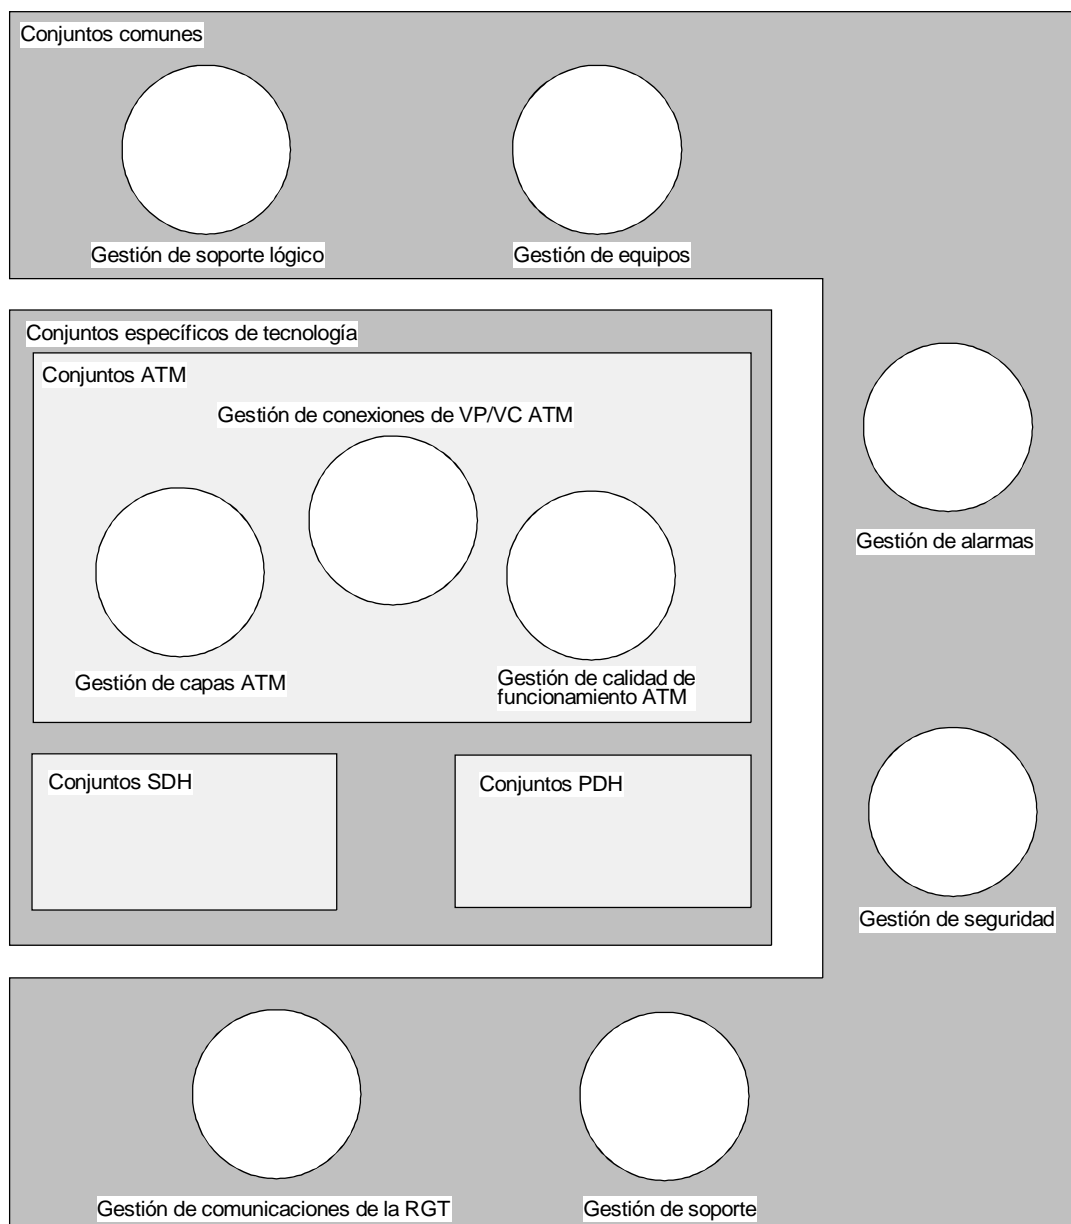 Conjuntos comunes
Gestión de soporte lógico
Gestión de equipos
Conjuntos específicos de tecnología
Conjuntos ATM
Gestión de conexiones de VP/VC ATM
Gestión de capas ATM
Gestión de calidad de
funcionamiento ATM
Gestión de alarmas
Conjuntos SDH
Conjuntos PDH
Gestión de seguridad
Gestión de comunicaciones de la RGT
Gestión de soporte